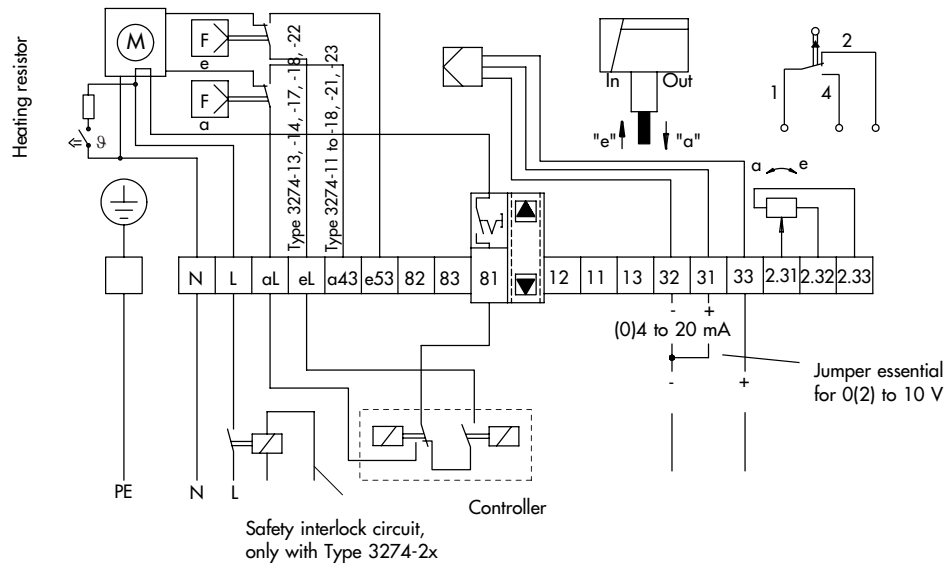 Heating resistor
M
F
e
F
a
ϑ
Type 3274-13, -14, -17, -18, -22
Type 3274-11 to -18, -21, -23
In
Out
"e"
"a"
1
2
4
a
e
N
L
aL
eL
a43
e53
82
83
81
12
11
13
32
31
33
2.31
2.32
2.33
- +
(0)4 to 20 mA
- +
Jumper essential
for 0(2) to 10 V
PE
N
L
Controller
Safety interlock circuit,
only with Type 3274-2x